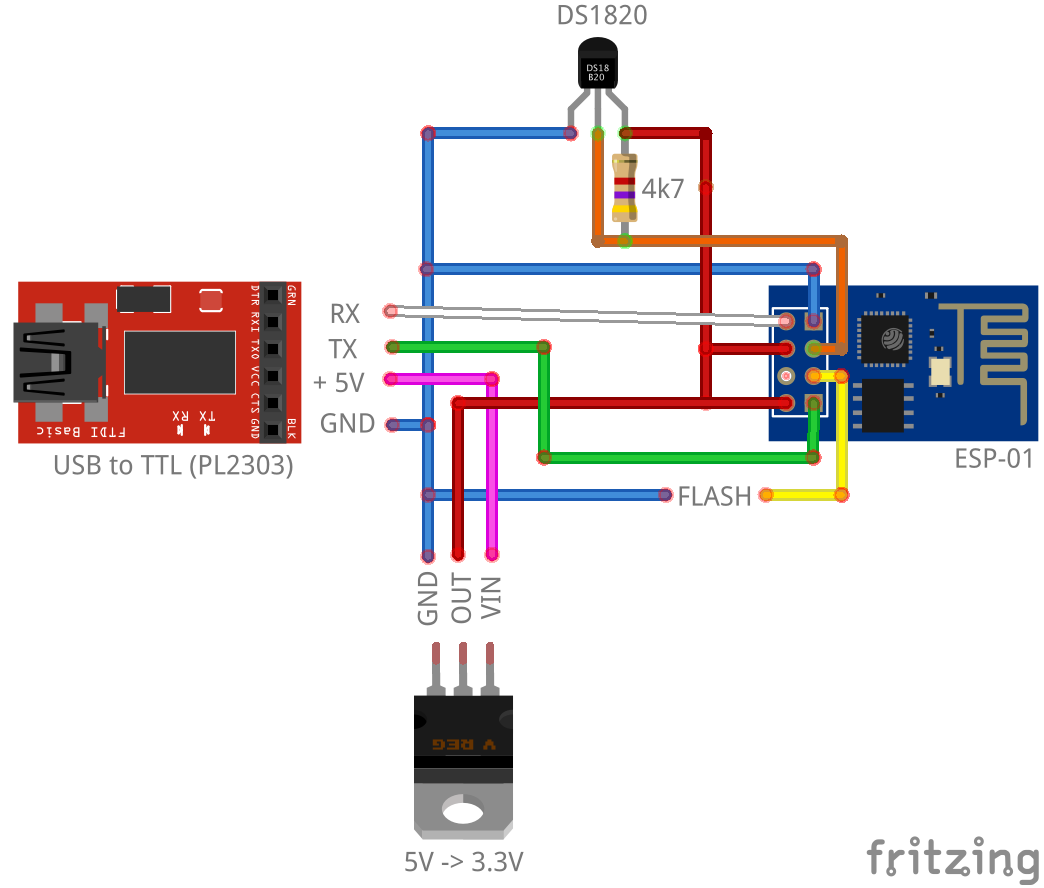 DS1820
DS18
B20
4k7
DTR RXI TXO VCC CTS GND
GRN
BLK
TX RX
FTDI Basic
USB to TTL (PL2303)
RX
TX
+ 5V
GND
ESP-01
FLASH
GND
OUT
VIN
V REG
5V -> 3.3V
fritzing